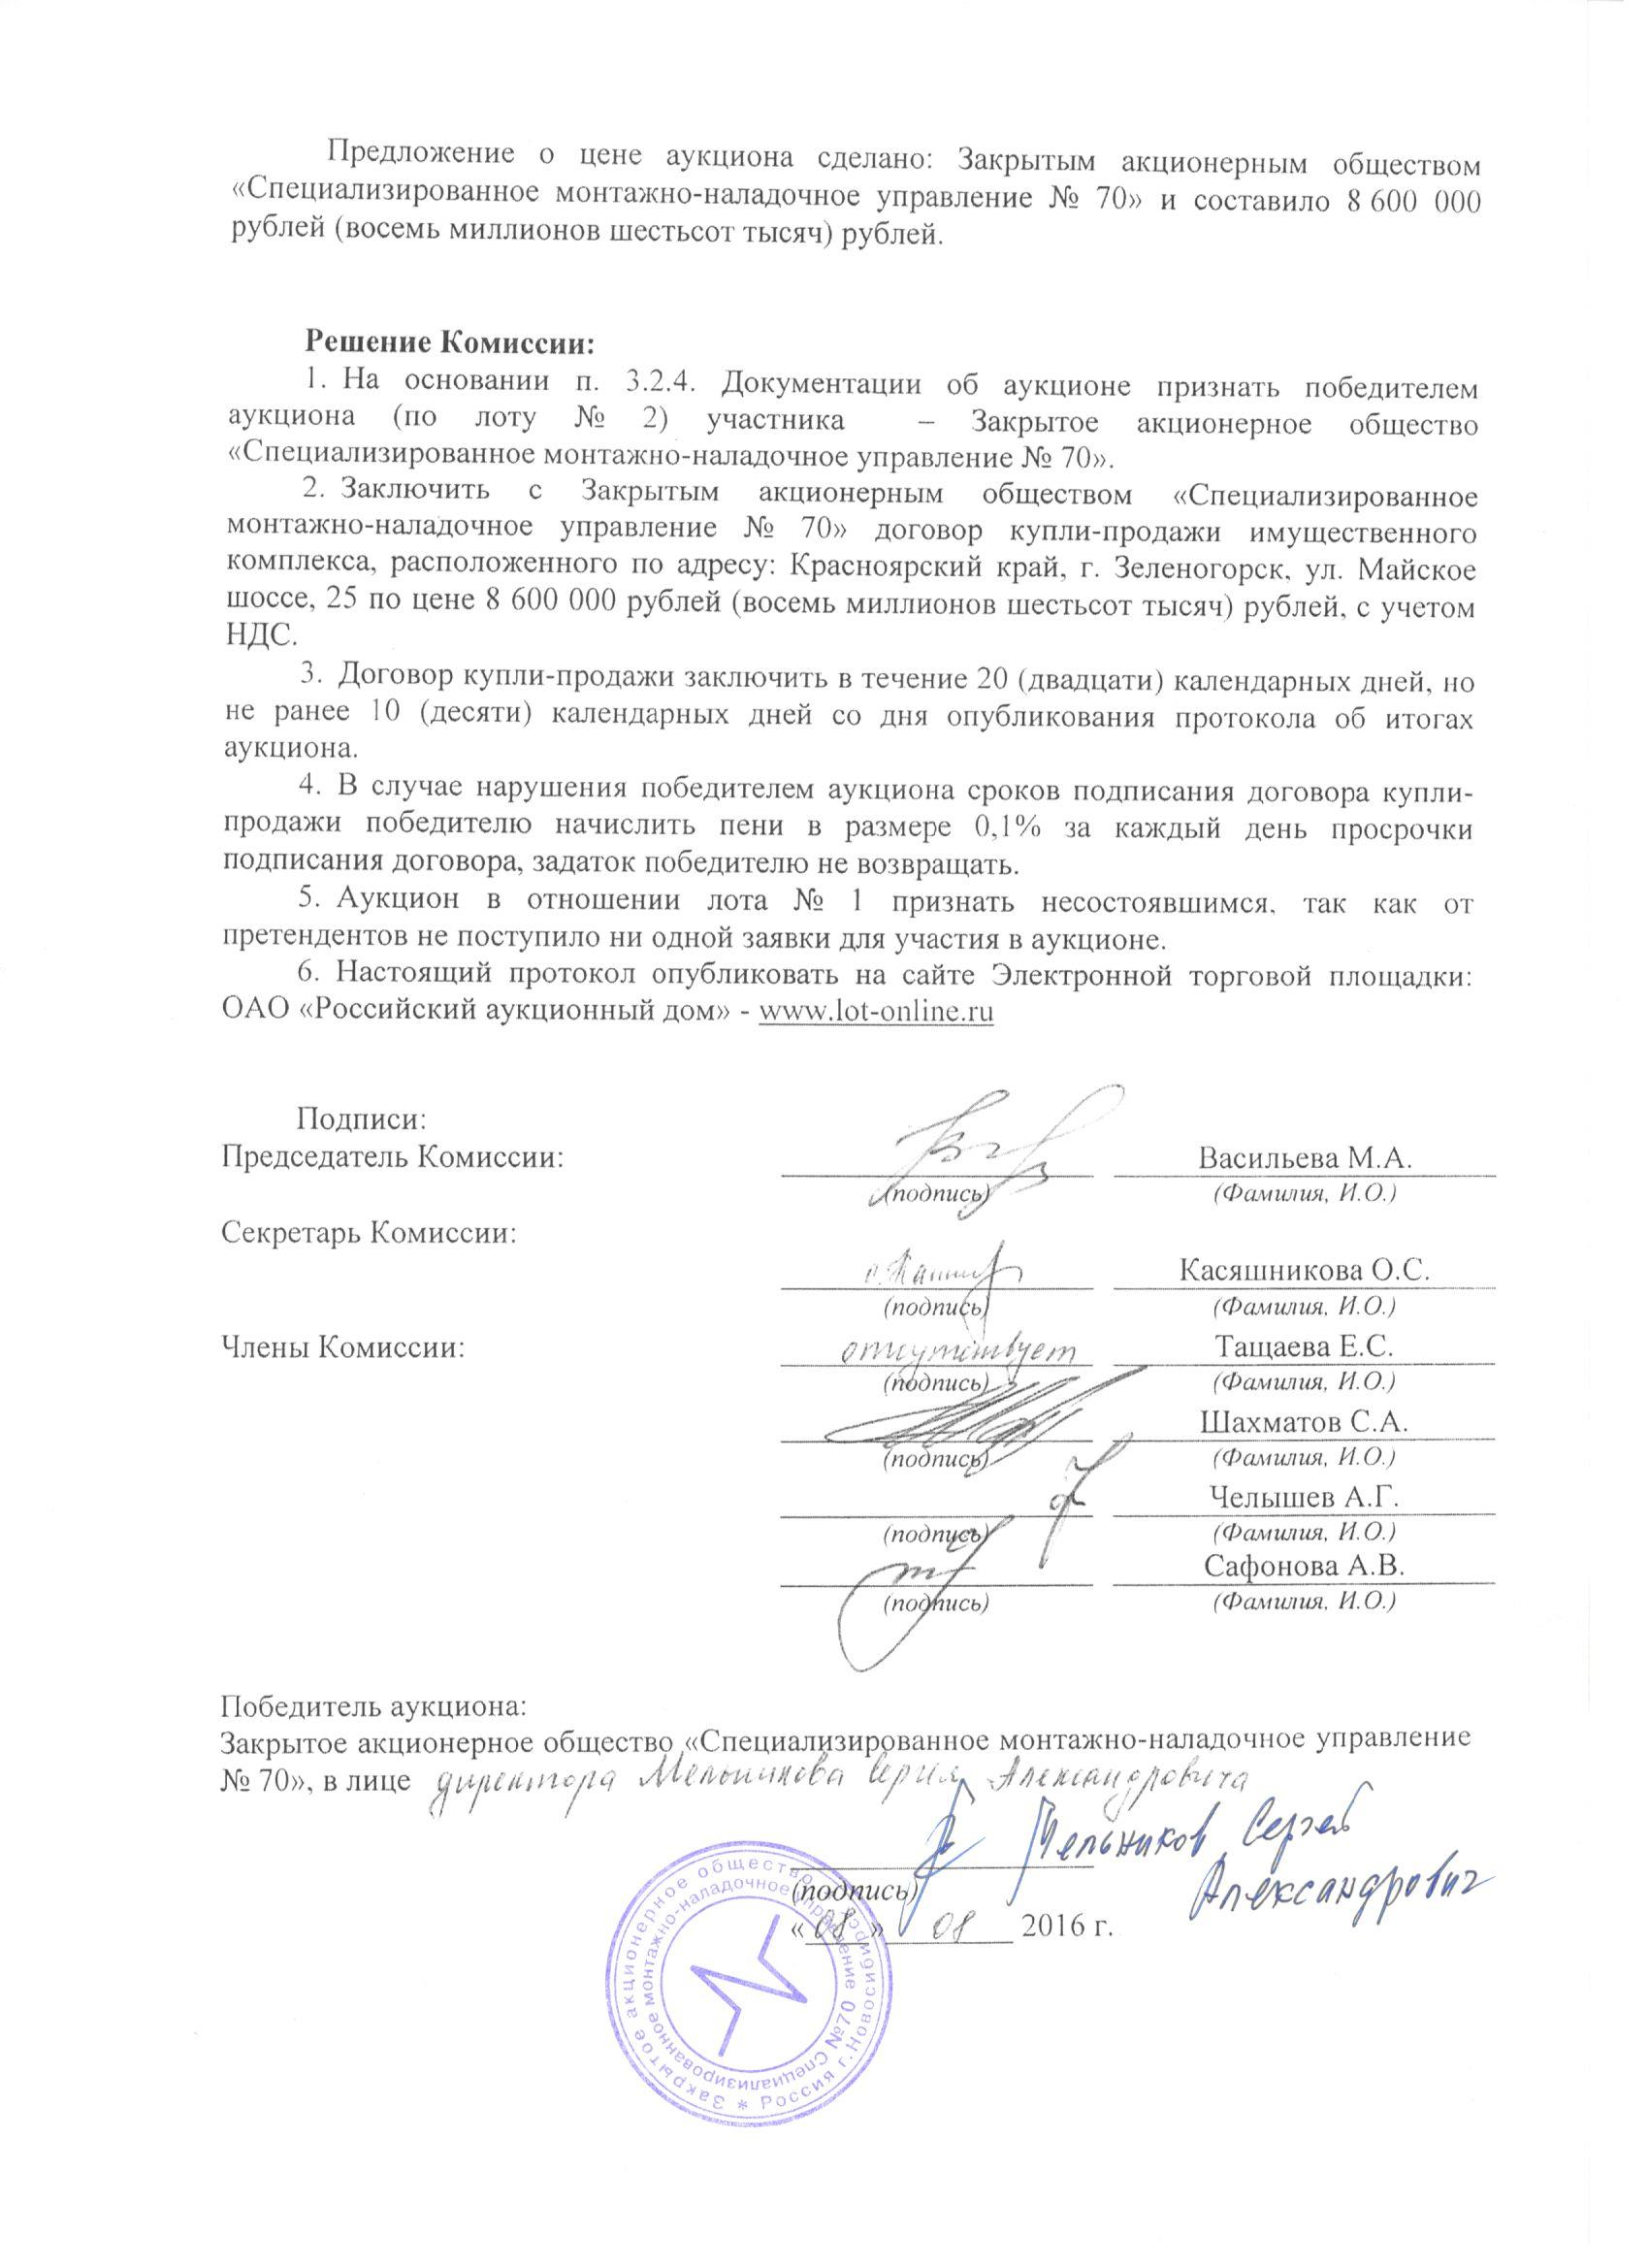 Предложение о цене аукциона сделано: Закрытым акционерным обществом
«Специализированное монтажно-наладочное управление № 70» и составило 8 600 000
рублей (восемь миллионов шестьсот тысяч) рублей.
Решение Комиссии:
1. На основании п. 3.2.4. Документации об аукционе признать победителем
аукциона (по лоту № 2) участника – Закрытое акционерное общество
«Специализированное монтажно-наладочное управление № 70».
2. Заключить с Закрытым акционерным обществом «Специализированное
монтажно-наладочное управление № 70» договор купли-продажи имущественного
комплекса, расположенного по адресу: Красноярский край, г. Зеленогорск, ул. Майское
шоссе, 25 по цене 8 600 000 рублей (восемь миллионов шестьсот тысяч) рублей, с учетом
НДС.
3. Договор купли-продажи заключить в течение 20 (двадцати) календарных дней, но
не ранее 10 (десяти) календарных дней со дня опубликования протокола об итогах
аукциона.
4. В случае нарушения победителем аукциона сроков подписания договора купли-
продажи победителю начислить пени в размере 0,1% за каждый день просрочки
подписания договора, задаток победителю не возвращать.
5. Аукцион в отношении лота № 1 признать несостоявшимся, так как от
претендентов не поступило ни одной заявки для участия в аукционе.
6. Настоящий протокол опубликовать на сайте Электронной торговой площадки:
ОАО «Российский аукционный дом» - www.lot-online.ru
Подписи:
Председатель Комиссии: Васильева М.А.
(подпись) (Фамилия, И.О.)
Секретарь Комиссии:
Касяшникова О.С.
(подпись) (Фамилия, И.О.)
Члены Комиссии: отсутствует Тащаева Е.С.
(подпись) (Фамилия, И.О.)
Шахматов С.А.
(подпись) (Фамилия, И.О.)
Челышев А.Г.
(подпись) (Фамилия, И.О.)
Сафонова А.В.
(подпись) (Фамилия, И.О.)
Победитель аукциона:
Закрытое акционерное общество «Специализированное монтажно-наладочное управление
№ 70», в лице директора Мельникова Сергея Александровича
Мельников Сергей
Александрович
(подпись)
«08» 08 2016 г.
Закрытое акционерное общество * Россия г.Новосибирск
Специализированное монтажно-наладочное управление №70